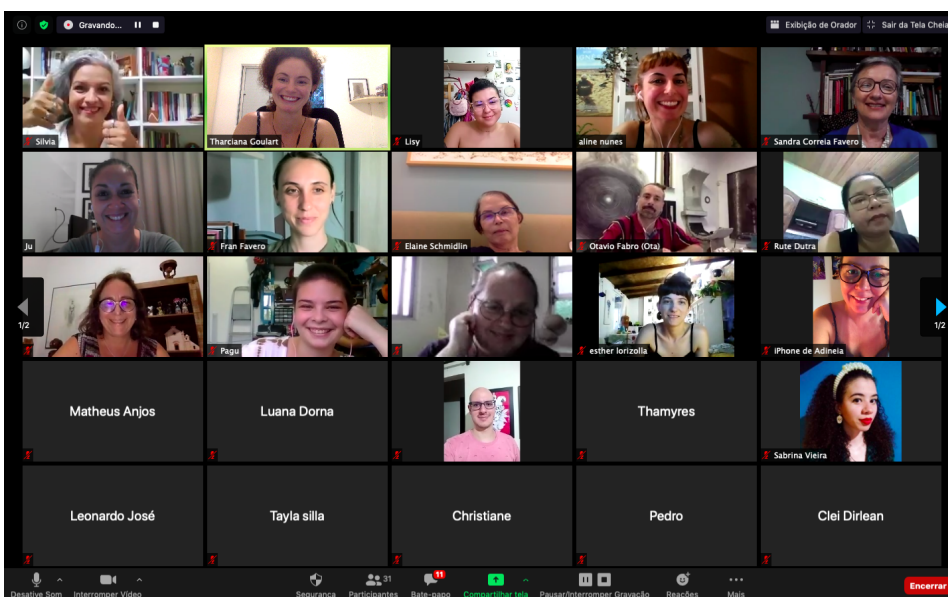 Gravando...
Exibição de Orador
Sair da Tela Cheia
Silvia
Tharciana Goulart
Lisy
aline nunes
Sandra Correia Favero
Ju
Fran Favero
Elaine Schmidlin
Otavio Fabro (Ota)
Rute Dutra
1/2
1/2
Pagu
esther lorizolla
iPhone de Adineia
Matheus Anjos
Luana Dorna
Thamyres
Sabrina Vieira
Leonardo José
Tayla silla
Christiane
Pedro
Clei Dirlean
31
11
Desative Som
Interromper Vídeo
Segurança
Participantes
Bate-papo
Compartilhar tela
Pausar/Interromper Gravação
Reações
Mais
Encerrar